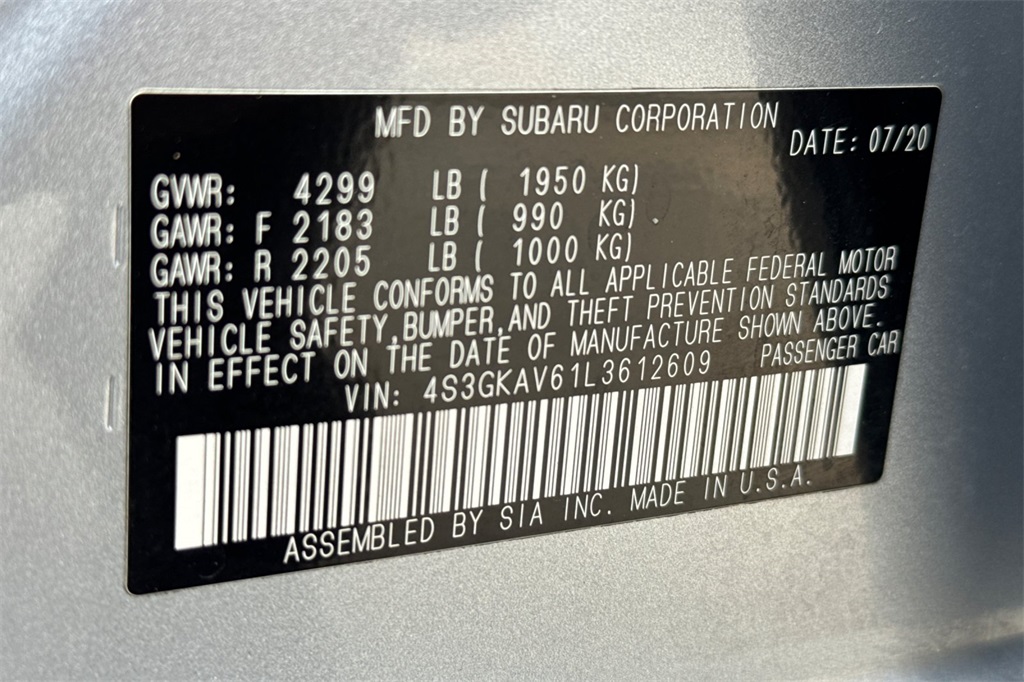 MFD BY SUBARU CORPORATION
DATE: 07/20
GVWR: 4299 LB ( 1950 KG)
GAWR: F 2183 LB ( 990 KG)
GAWR: R 2205 LB ( 1000 KG)
THIS VEHICLE CONFORMS TO ALL APPLICABLE FEDERAL MOTOR
VEHICLE SAFETY,BUMPER,AND THEFT PREVENTION STANDARDS
IN EFFECT ON THE DATE OF MANUFACTURE SHOWN ABOVE.
VIN: 4S3GKAV61L3612609 PASSENGER CAR
ASSEMBLED BY SIA INC. MADE IN U.S.A.